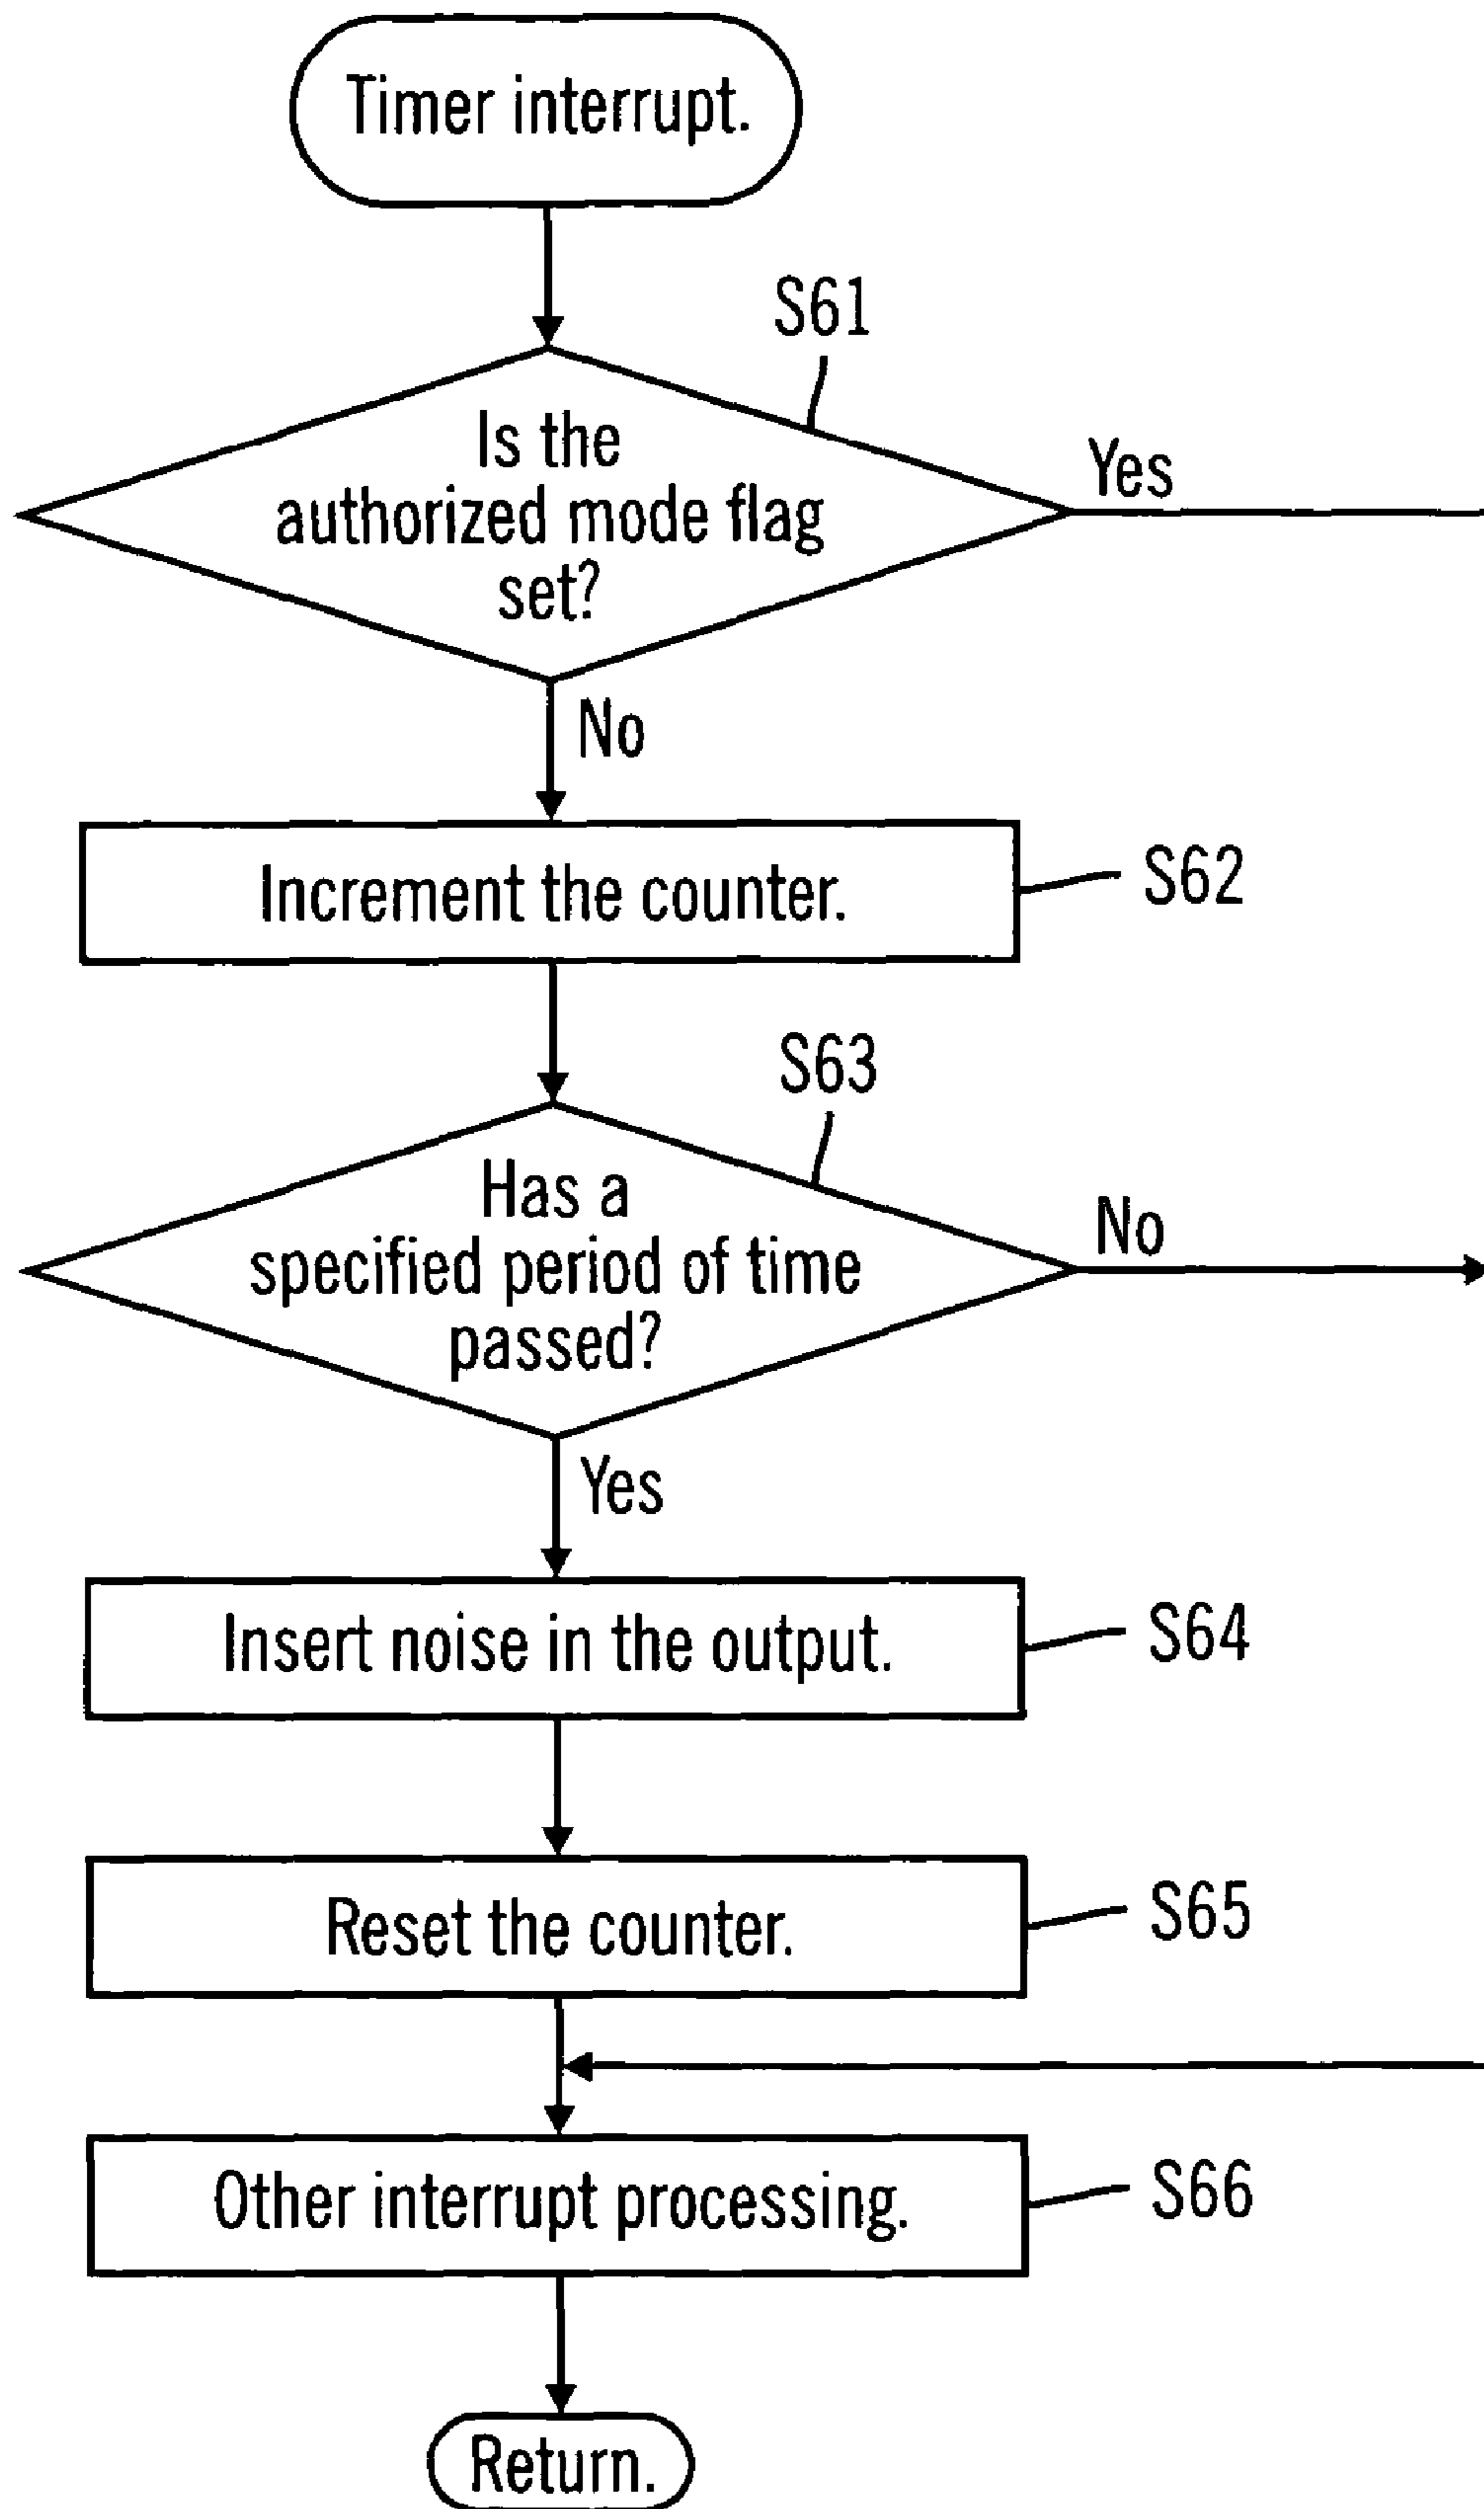 Timer interrupt.
S61
Is the
authorized mode flag
set?
Yes
No
Increment the counter.
S62
S63
Has a
specified period of time
passed?
No
Yes
Insert noise in the output.
S64
Reset the counter.
S65
Other interrupt processing.
S66
Return.